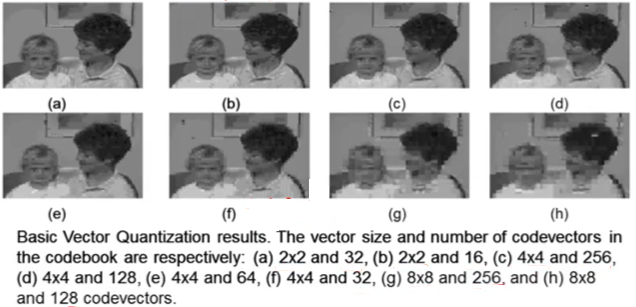 (a) (b) (c) (d)
(e) (f) (g) (h)
Basic Vector Quantization results. The vector size and number of codevectors in
the codebook are respectively: (a) 2x2 and 32, (b) 2x2 and 16, (c) 4x4 and 256,
(d) 4x4 and 128, (e) 4x4 and 64, (f) 4x4 and 32, (g) 8x8 and 256, and (h) 8x8
and 128 codevectors.